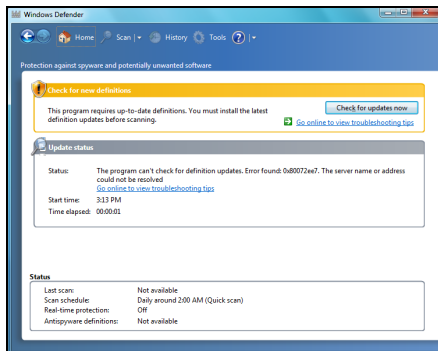 Windows Defender
Home Scan History Tools
Protection against spyware and potentially unwanted software
Check for new definitions
This program requires up-to-date definitions. You must install the latest
definition updates before scanning.
Check for updates now
Go online to view troubleshooting tips
Update status
Status: The program can't check for definition updates. Error found: 0x80072ee7. The server name or address
could not be resolved
Go online to view troubleshooting tips
Start time: 3:13 PM
Time elapsed: 00:00:01
Status
Last scan: Not available
Scan schedule: Daily around 2:00 AM (Quick scan)
Real-time protection: Off
Antispyware definitions: Not available